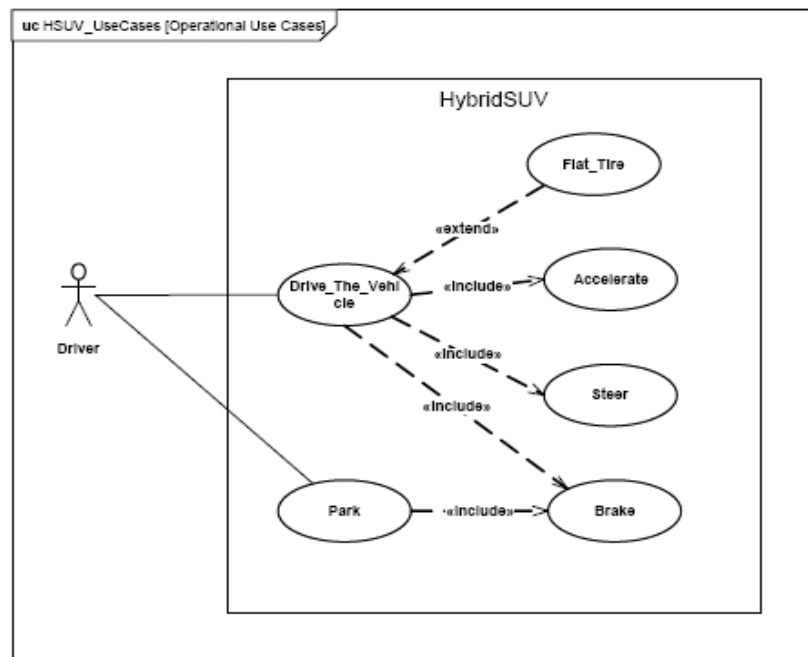 uc HSUV_UseCases [Operational Use Cases]
HybridSUV
Flat_Tire
«extend»
Drive_The_Vehi
cle
«Include»
Accelerate
Driver
«Include»
Steer
«Include»
Park
«Include»
Brake